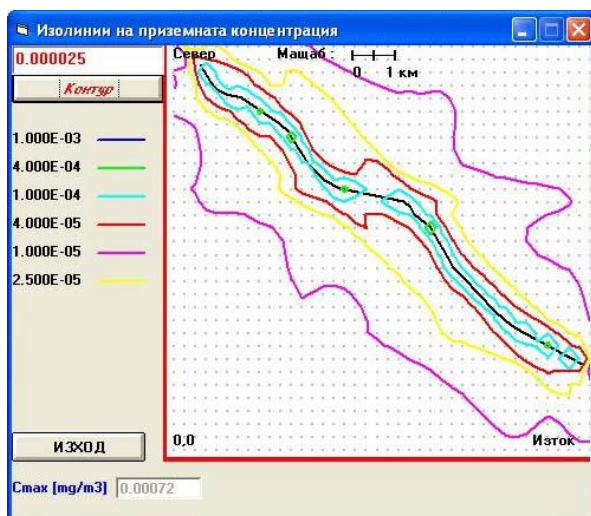 Изолинии на приземната концентрация
0.000025
Контур
1.000E-03
4.000E-04
1.000E-04
4.000E-05
1.000E-05
2.500E-05
ИЗХОД
Север
Мащаб :
0 1 км
0,0
Изток
Cmax [mg/m3] 0.00072